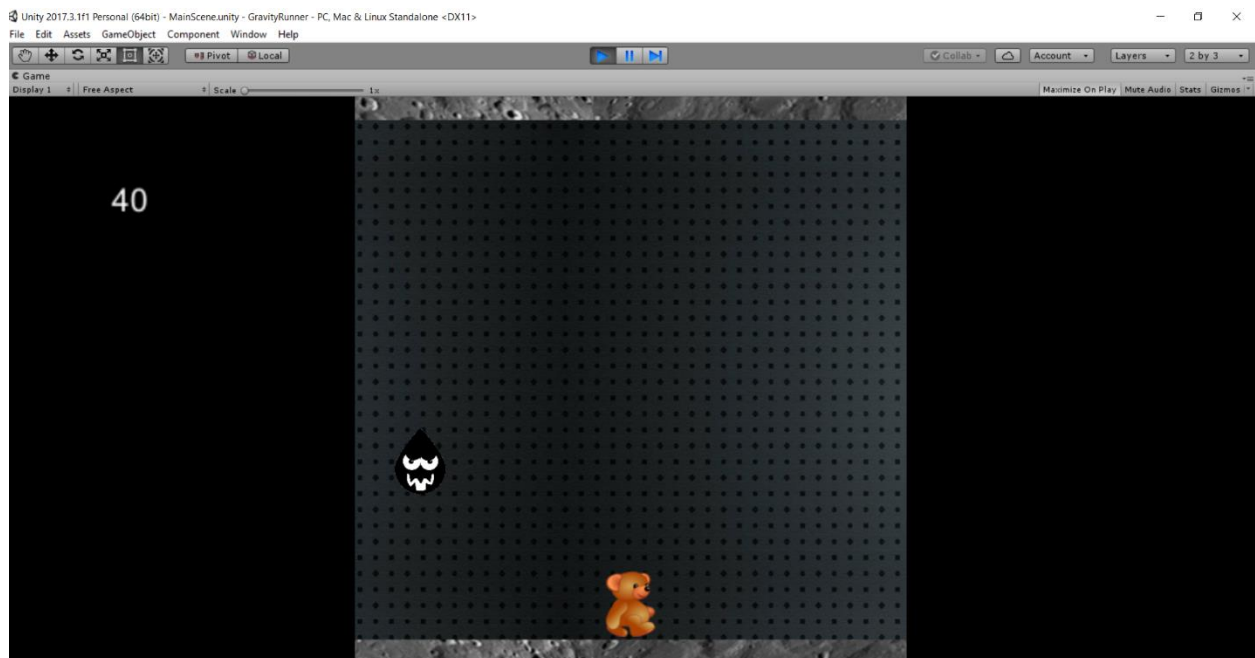 Unity 2017.3.1f1 Personal (64bit) - MainScene.unity - GravityRunner - PC, Mac & Linux Standalone <DX11>
File Edit Assets GameObject Component Window Help
Pivot Local Collab Account Layers 2 by 3
Game
Display 1 Free Aspect Scale 1x Maximize On Play Mute Audio Stats Gizmos
40